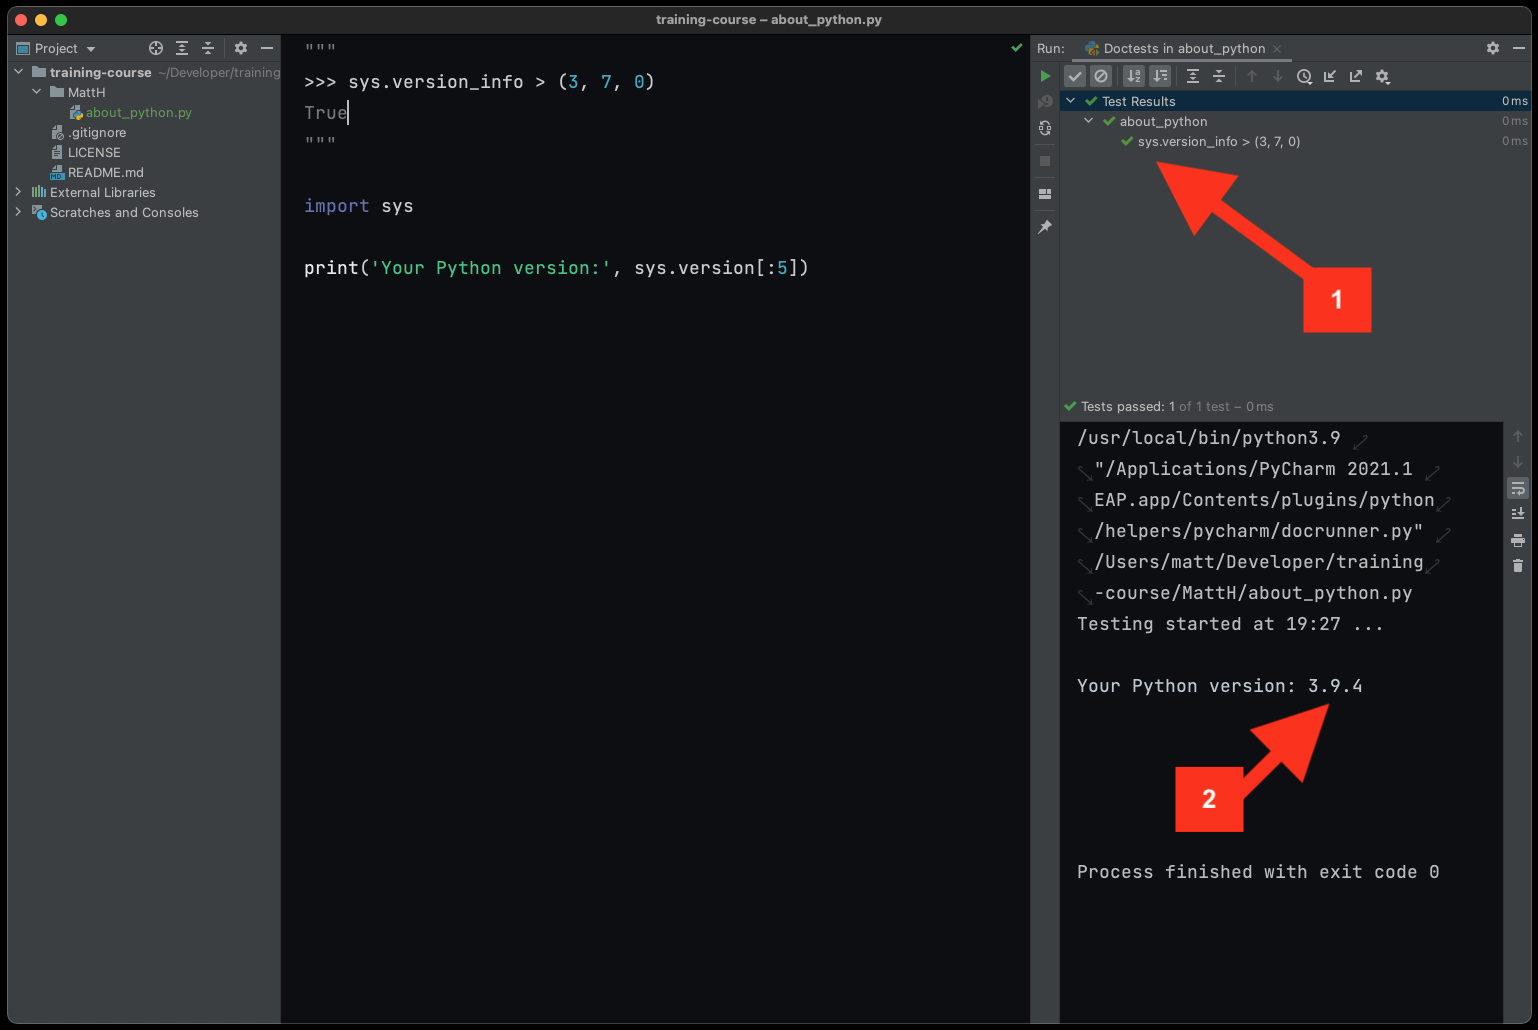 training-course – about_python.py
Project
training-course ~/Developer/training
MattH
about_python.py
.gitignore
LICENSE
README.md
External Libraries
Scratches and Consoles
"""
>>> sys.version_info > (3, 7, 0)
True
"""
import sys
print('Your Python version:', sys.version[:5])
Run: Doctests in about_python
Test Results 0 ms
about_python 0 ms
sys.version_info > (3, 7, 0) 0 ms
1
Tests passed: 1 of 1 test – 0 ms
/usr/local/bin/python3.9
"/Applications/PyCharm 2021.1
EAP.app/Contents/plugins/python
/helpers/pycharm/docrunner.py"
/Users/matt/Developer/training
-course/MattH/about_python.py
Testing started at 19:27 ...
Your Python version: 3.9.4
2
Process finished with exit code 0